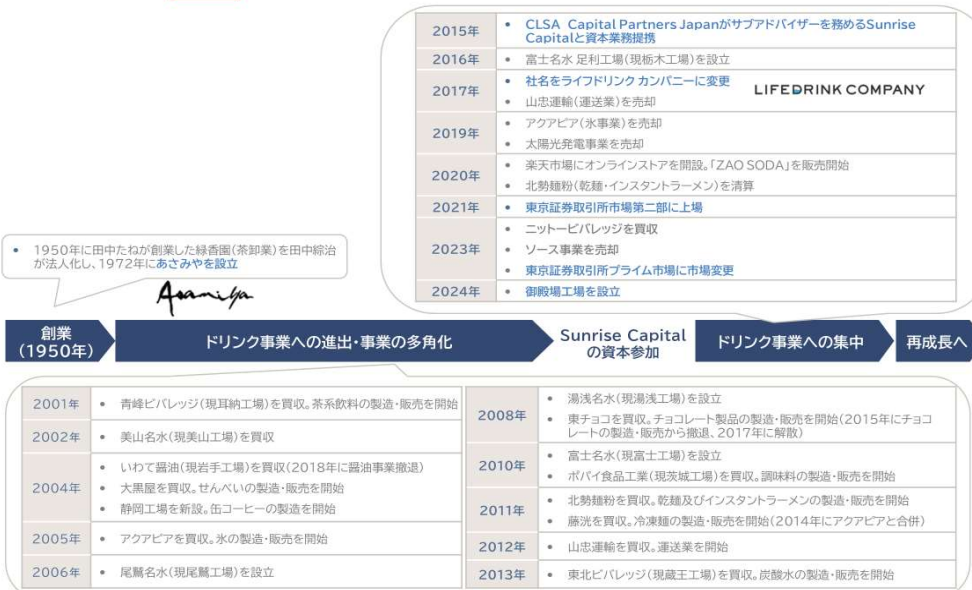 2015年
• CLSA Capital Partners Japanがサブアドバイザーを務めるSunrise
Capitalと資本業務提携
2016年
• 富士名水 足利工場(現栃木工場)を設立
2017年
• 社名をライフドリンク カンパニーに変更
LIFEDRINK COMPANY
• 山忠運輸(運送業)を売却
2019年
• アクアピア(氷事業)を売却
• 太陽光発電事業を売却
2020年
• 楽天市場にオンラインストアを開設。「ZAO SODA」を販売開始
• 北勢麺粉(乾麺・インスタントラーメン)を清算
2021年
• 東京証券取引所市場第二部に上場
2023年
• ニットービバレッジを買収
• ソース事業を売却
• 東京証券取引所プライム市場に市場変更
2024年
• 御殿場工場を設立
• 1950年に田中たねが創業した緑香園(茶卸業)を田中綜治
が法人化し、1972年にあさみやを設立
Asamiya
創業
(1950年)
ドリンク事業への進出・事業の多角化
Sunrise Capital
の資本参加
ドリンク事業への集中
再成長へ
2001年
• 青峰ビバレッジ(現耳納工場)を買収。茶系飲料の製造・販売を開始
2002年
• 美山名水(現美山工場)を買収
2004年
• いわて醤油(現岩手工場)を買収(2018年に醤油事業撤退)
• 大黒屋を買収。せんべいの製造・販売を開始
• 静岡工場を新設。缶コーヒーの製造を開始
2005年
• アクアピアを買収。氷の製造・販売を開始
2006年
• 尾鷲名水(現尾鷲工場)を設立
2008年
• 湯浅名水(現湯浅工場)を設立
• 東チョコを買収。チョコレート製品の製造・販売を開始(2015年にチョコ
レートの製造・販売から撤退、2017年に解散)
2010年
• 富士名水(現富士工場)を設立
• ポパイ食品工業(現茨城工場)を買収。調味料の製造・販売を開始
2011年
• 北勢麺粉を買収。乾麺及びインスタントラーメンの製造・販売を開始
• 藤洸を買収。冷凍麺の製造・販売を開始(2014年にアクアピアと合併)
2012年
• 山忠運輸を買収。運送業を開始
2013年
• 東北ビバレッジ(現蔵王工場)を買収。炭酸水の製造・販売を開始